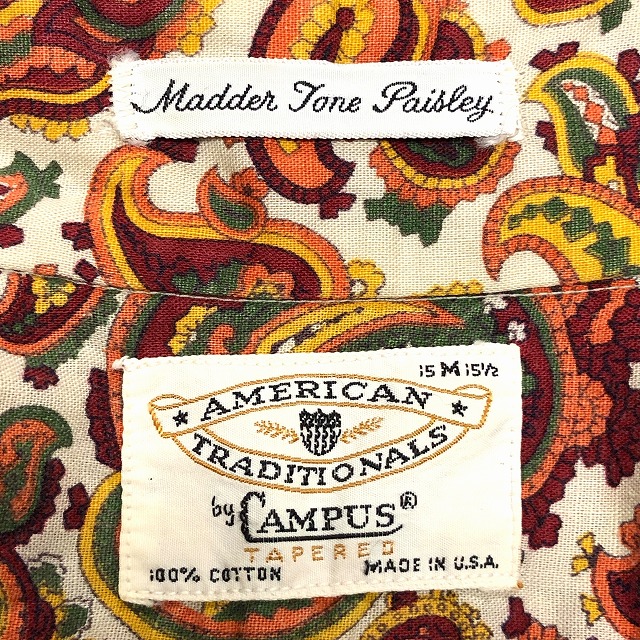 Madder Tone Paisley
15 M 15½
AMERICAN
TRADITIONALS
by CAMPUS®
TAPERED
100% COTTON MADE IN U.S.A.